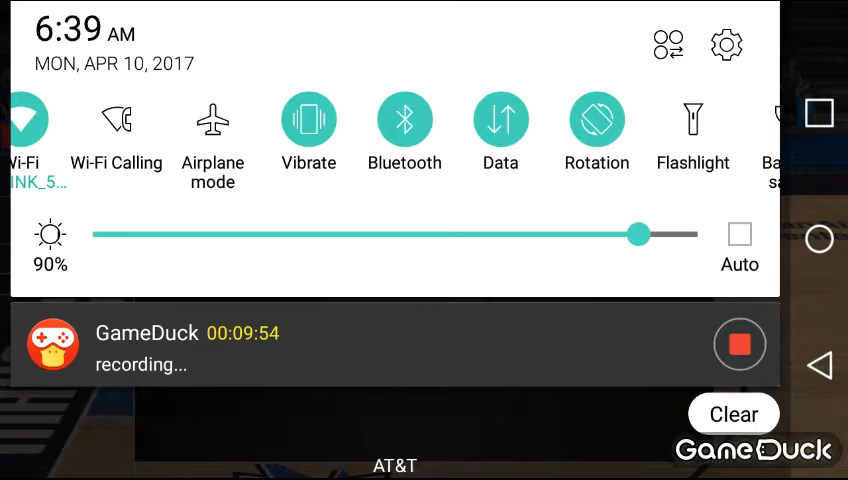 6:39 AM
MON, APR 10, 2017
Wi-Fi Wi-Fi Calling Airplane mode Vibrate Bluetooth Data Rotation Flashlight
INK_5...
90% Auto
GameDuck 00:09:54
recording...
Clear
GameDuck
AT&T